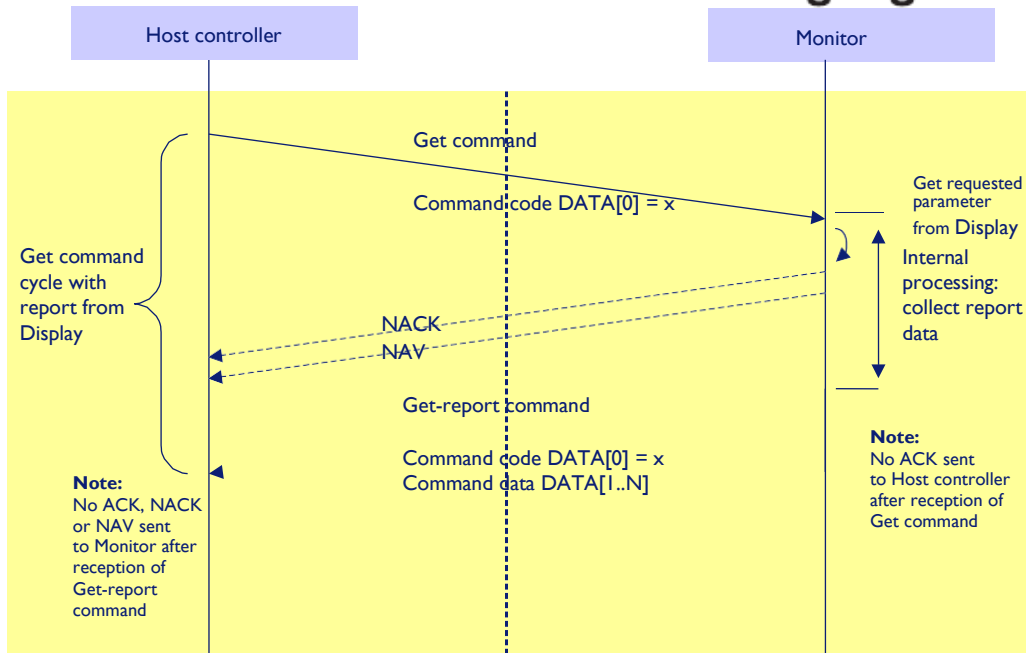 Host controller
Monitor
Get command
Command code DATA[0] = x
Get requested
parameter
from Display
Internal
processing:
collect report
data
Get command
cycle with
report from
Display
NACK
NAV
Get-report command
Command code DATA[0] = x
Command data DATA[1..N]
Note:
No ACK sent
to Host controller
after reception of
Get command
Note:
No ACK, NACK
or NAV sent
to Monitor after
reception of
Get-report
command